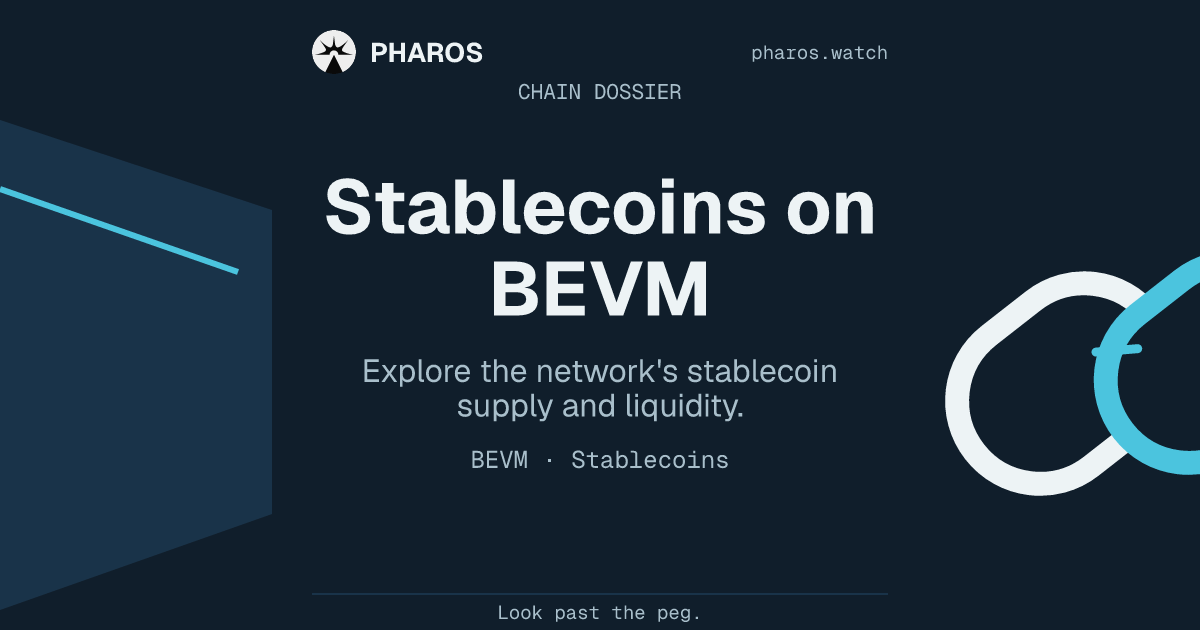 PHAROS
pharos.watch
CHAIN DOSSIER
Stablecoins on
BEVM
Explore the network's stablecoin
supply and liquidity.
BEVM · Stablecoins
Look past the peg.